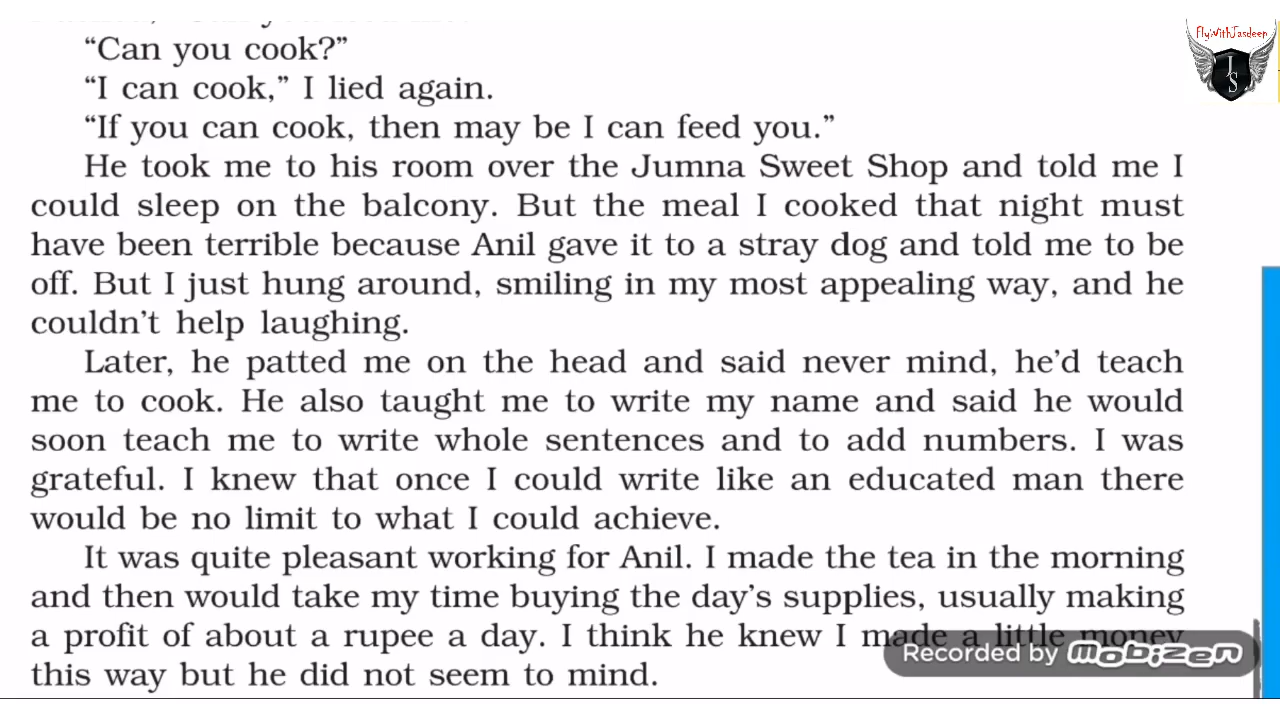 FlyWithJasdeep
JS
“Can you cook?”
“I can cook,” I lied again.
“If you can cook, then may be I can feed you.”
He took me to his room over the Jumna Sweet Shop and told me I
could sleep on the balcony. But the meal I cooked that night must
have been terrible because Anil gave it to a stray dog and told me to be
off. But I just hung around, smiling in my most appealing way, and he
couldn’t help laughing.
Later, he patted me on the head and said never mind, he’d teach
me to cook. He also taught me to write my name and said he would
soon teach me to write whole sentences and to add numbers. I was
grateful. I knew that once I could write like an educated man there
would be no limit to what I could achieve.
It was quite pleasant working for Anil. I made the tea in the morning
and then would take my time buying the day’s supplies, usually making
a profit of about a rupee a day. I think he knew I made a little money
this way but he did not seem to mind.
Recorded by mobizen